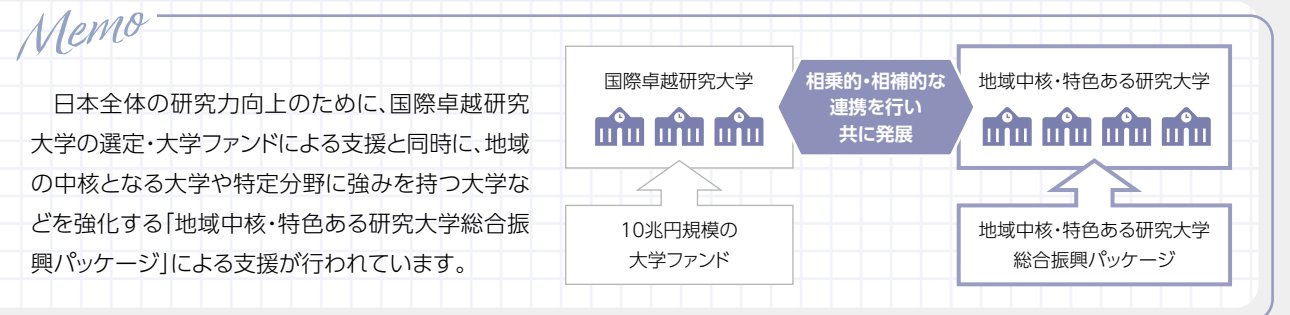 Memo
日本全体の研究力向上のために、国際卓越研究
大学の選定・大学ファンドによる支援と同時に、地域
の中核となる大学や特定分野に強みを持つ大学な
どを強化する「地域中核・特色ある研究大学総合振
興パッケージ」による支援が行われています。
国際卓越研究大学
相乗的・相補的な
連携を行い
共に発展
地域中核・特色ある研究大学
10兆円規模の
大学ファンド
地域中核・特色ある研究大学
総合振興パッケージ